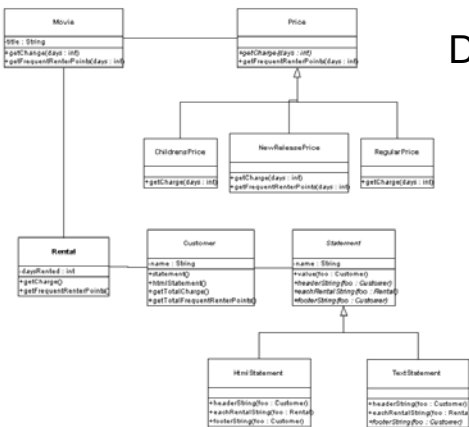 Movie
-title : String
+getCharge(days : int)
+getFrequentRenterPoints(days : int)
Price
+getCharge(days : int)
+getFrequentRenterPoints(days : int)
D
ChildrensPrice
+getCharge(days : int)
NewReleasePrice
+getCharge(days : int)
+getFrequentRenterPoints(days : int)
RegularPrice
+getCharge(days : int)
Rental
-daysRented : int
+getCharge()
+getFrequentRenterPoints()
Customer
-name : String
+statement()
+htmlStatement()
+getTotalCharge()
+getTotalFrequentRenterPoints()
Statement
-name : String
+value(foo : Customer)
+headerString(foo : Customer)
+eachRentalString(foo : Rental)
+footerString(foo : Customer)
HtmlStatement
+headerString(foo : Customer)
+eachRentalString(foo : Rental)
+footerString(foo : Customer)
TextStatement
+headerString(foo : Customer)
+eachRentalString(foo : Rental)
+footerString(foo : Customer)